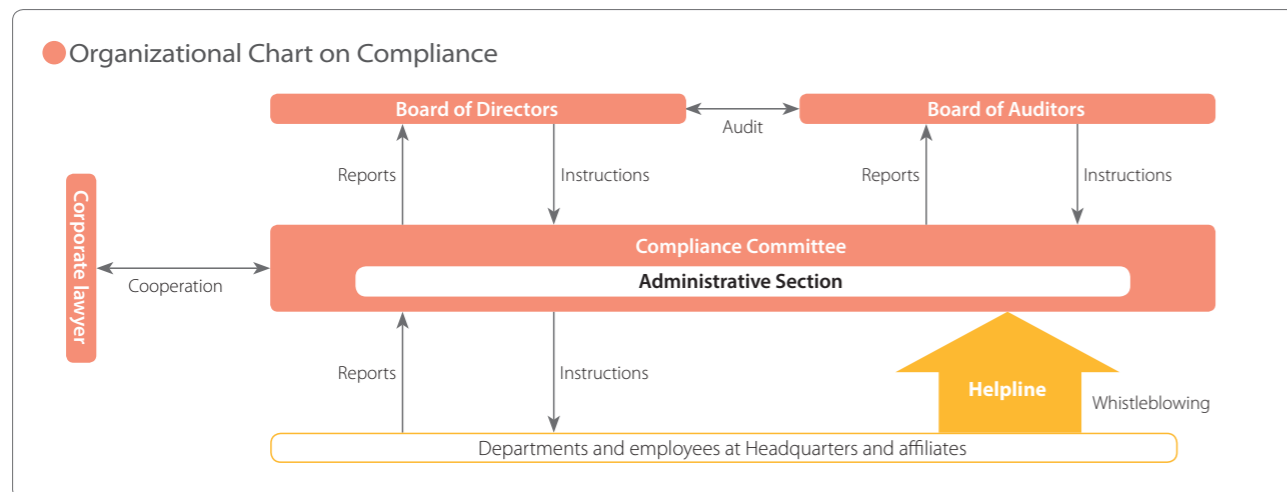 Organizational Chart on Compliance
Board of Directors
Board of Auditors
Audit
Reports
Instructions
Reports
Instructions
Corporate lawyer
Cooperation
Compliance Committee
Administrative Section
Reports
Instructions
Helpline
Whistleblowing
Departments and employees at Headquarters and affiliates